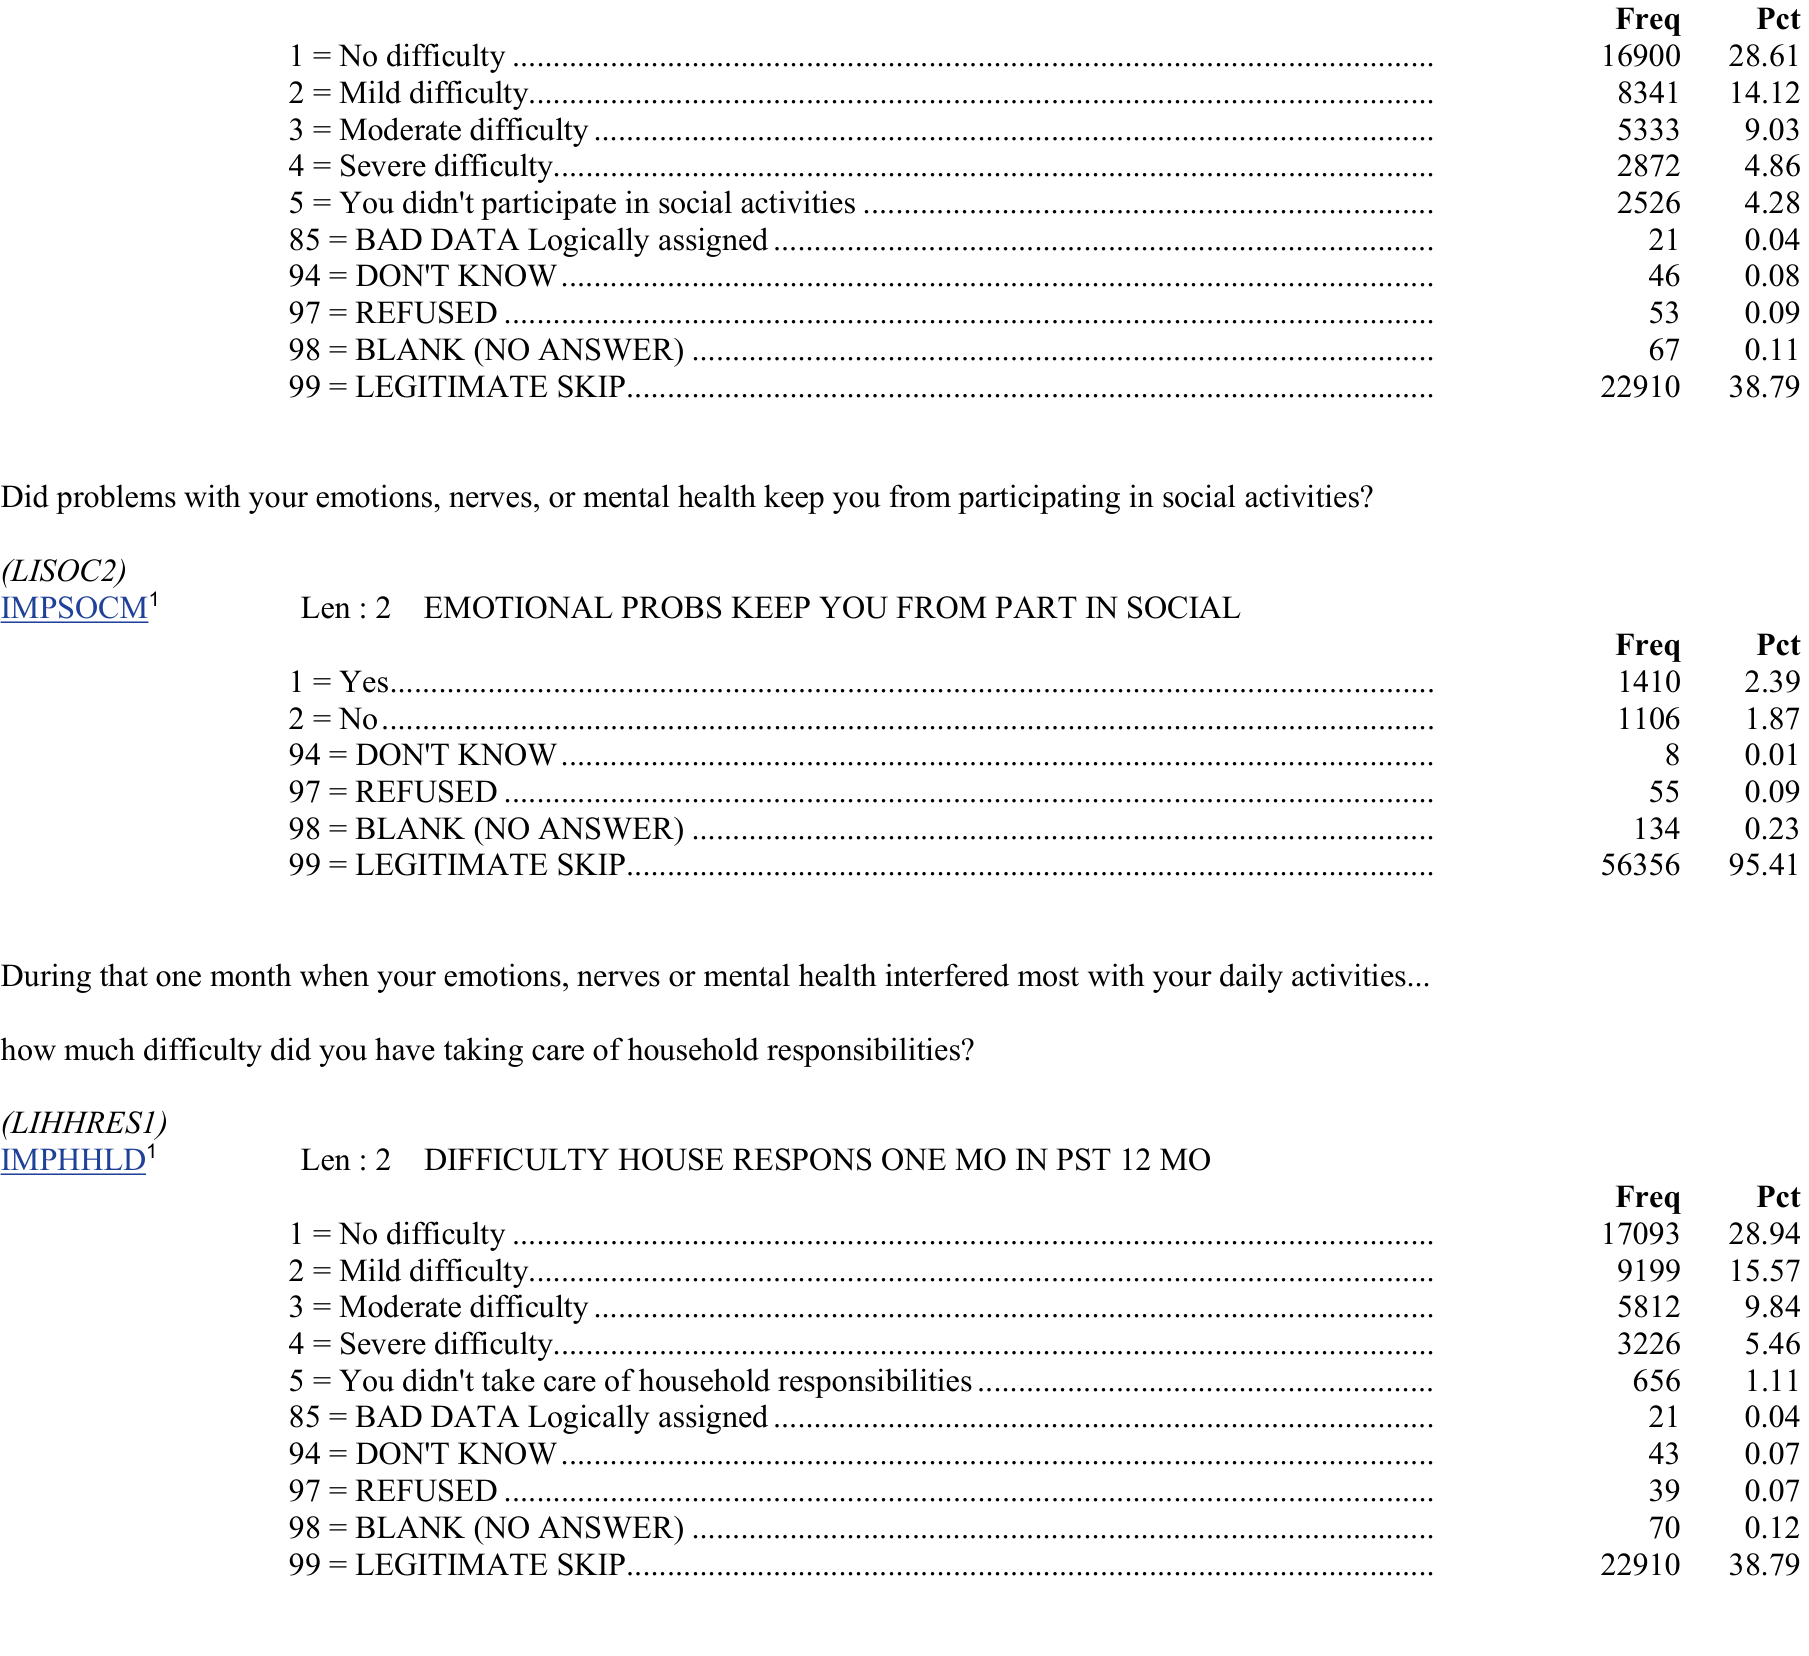 Freq Pct
1 = No difficulty ........ 16900 28.61
2 = Mild difficulty........ 8341 14.12
3 = Moderate difficulty ........ 5333 9.03
4 = Severe difficulty........ 2872 4.86
5 = You didn't participate in social activities ........ 2526 4.28
85 = BAD DATA Logically assigned ........ 21 0.04
94 = DON'T KNOW ........ 46 0.08
97 = REFUSED ........ 53 0.09
98 = BLANK (NO ANSWER) ........ 67 0.11
99 = LEGITIMATE SKIP........ 22910 38.79
Did problems with your emotions, nerves, or mental health keep you from participating in social activities?
(LISOC2)
IMPSOCM¹ Len : 2 EMOTIONAL PROBS KEEP YOU FROM PART IN SOCIAL
Freq Pct
1 = Yes........ 1410 2.39
2 = No ........ 1106 1.87
94 = DON'T KNOW ........ 8 0.01
97 = REFUSED ........ 55 0.09
98 = BLANK (NO ANSWER) ........ 134 0.23
99 = LEGITIMATE SKIP........ 56356 95.41
During that one month when your emotions, nerves or mental health interfered most with your daily activities...
how much difficulty did you have taking care of household responsibilities?
(LIHHRES1)
IMPHHLD¹ Len : 2 DIFFICULTY HOUSE RESPONS ONE MO IN PST 12 MO
Freq Pct
1 = No difficulty ........ 17093 28.94
2 = Mild difficulty........ 9199 15.57
3 = Moderate difficulty ........ 5812 9.84
4 = Severe difficulty........ 3226 5.46
5 = You didn't take care of household responsibilities ........ 656 1.11
85 = BAD DATA Logically assigned ........ 21 0.04
94 = DON'T KNOW ........ 43 0.07
97 = REFUSED ........ 39 0.07
98 = BLANK (NO ANSWER) ........ 70 0.12
99 = LEGITIMATE SKIP........ 22910 38.79